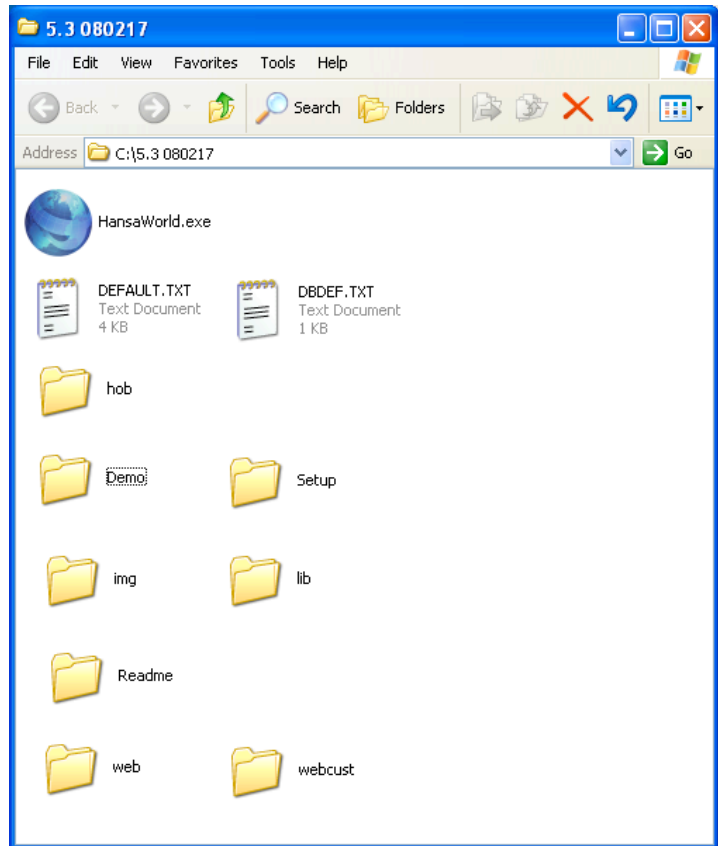 5.3 080217
File Edit View Favorites Tools Help
Back Search Folders
Address C:\5.3 080217 Go
HansaWorld.exe
DEFAULT.TXT
Text Document
4 KB
DBDEF.TXT
Text Document
1 KB
hob
Demo Setup
img lib
Readme
web webcust